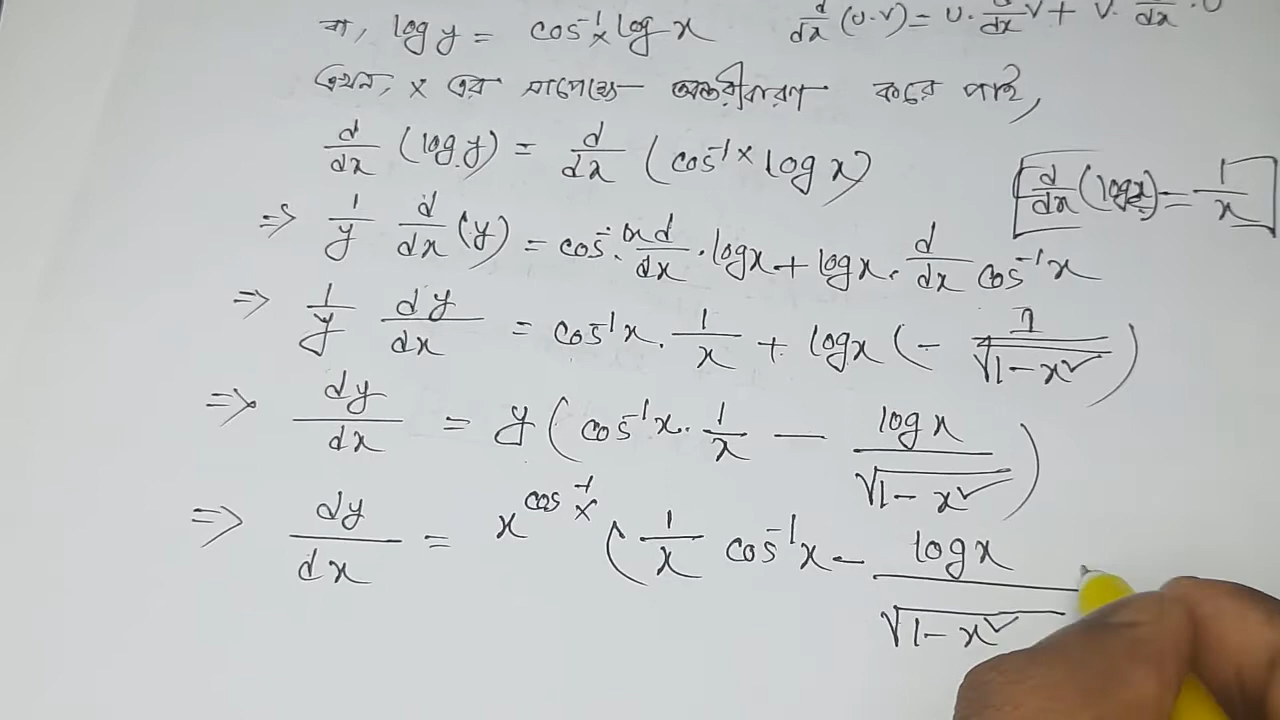 বা, log y = cos⁻¹x log x d/dx (u.v) = u. d/dx v + v. d/dx . u
এখন, x এর সাপেক্ষে অন্তরীকরণ করে পাই,
d/dx (log y) = d/dx (cos⁻¹x log x)
d/dx (log x) = 1/x
⇒ 1/y d/dx (y) = cos⁻¹x d/dx . log x + log x . d/dx cos⁻¹x
⇒ 1/y dy/dx = cos⁻¹x . 1/x + log x (− 1/√(1−x²))
⇒ dy/dx = y (cos⁻¹x . 1/x − log x/√(1−x²))
⇒ dy/dx = x^(cos⁻¹x) (1/x cos⁻¹x − log x/√(1−x²)